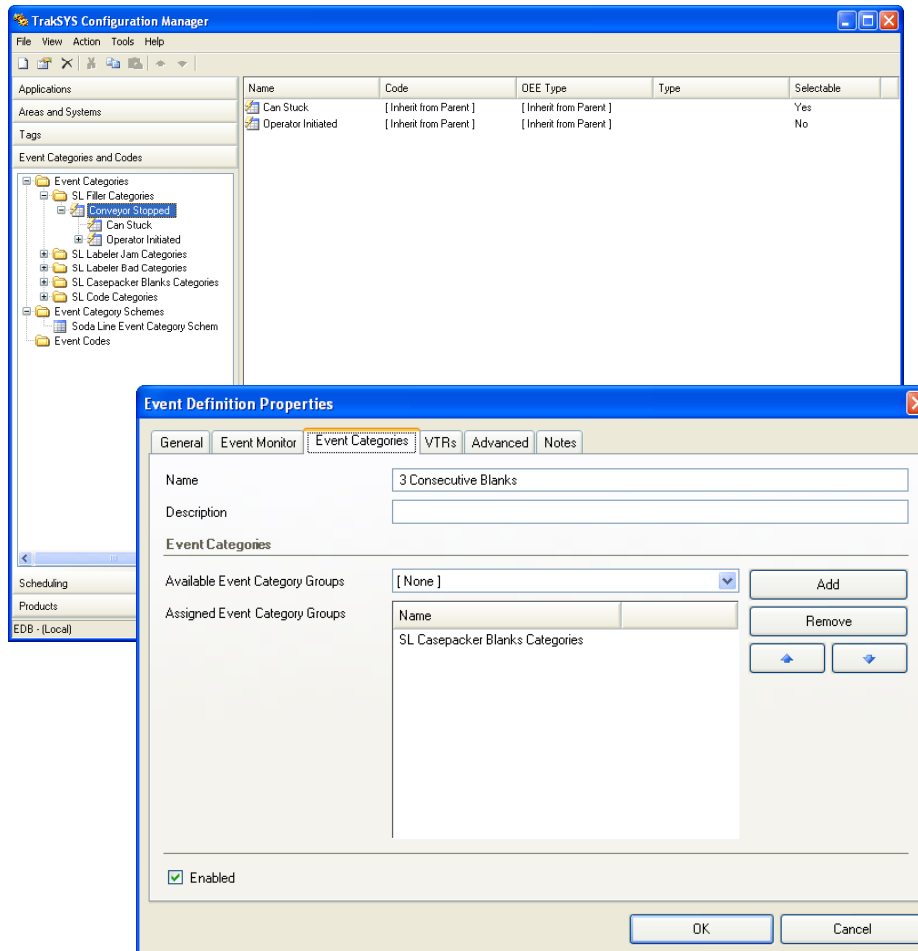 TrakSYS Configuration Manager
File View Action Tools Help
Applications
Areas and Systems
Tags
Event Categories and Codes
Event Categories
SL Filler Categories
Conveyor Stopped
Can Stuck
Operator Initiated
SL Labeler Jam Categories
SL Labeler Bad Categories
SL Casepacker Blanks Categories
SL Code Categories
Event Category Schemes
Soda Line Event Category Schem
Event Codes
Scheduling
Products
EDB - (Local)
Name Code OEE Type Type Selectable
Can Stuck [ Inherit from Parent ] [ Inherit from Parent ] Yes
Operator Initiated [ Inherit from Parent ] [ Inherit from Parent ] No
Event Definition Properties
General Event Monitor Event Categories VTRs Advanced Notes
Name 3 Consecutive Blanks
Description
Event Categories
Available Event Category Groups [ None ] Add
Assigned Event Category Groups Name Remove
SL Casepacker Blanks Categories
Enabled
OK Cancel